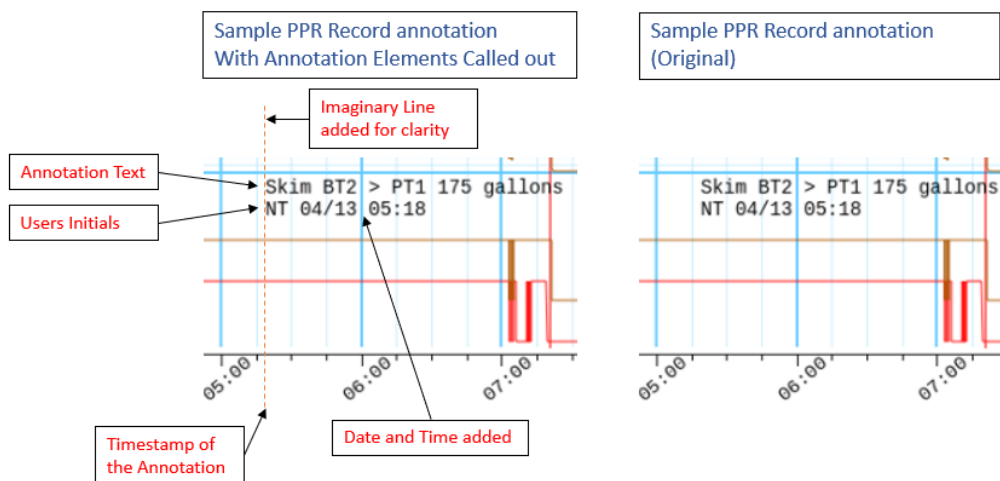 Sample PPR Record annotation
With Annotation Elements Called out
Sample PPR Record annotation
(Original)
Imaginary Line
added for clarity
Annotation Text
Users Initials
Skim BT2 > PT1 175 gallons
NT 04/13 05:18
Skim BT2 > PT1 175 gallons
NT 04/13 05:18
05:00
06:00
07:00
05:00
06:00
07:00
Timestamp of
the Annotation
Date and Time added